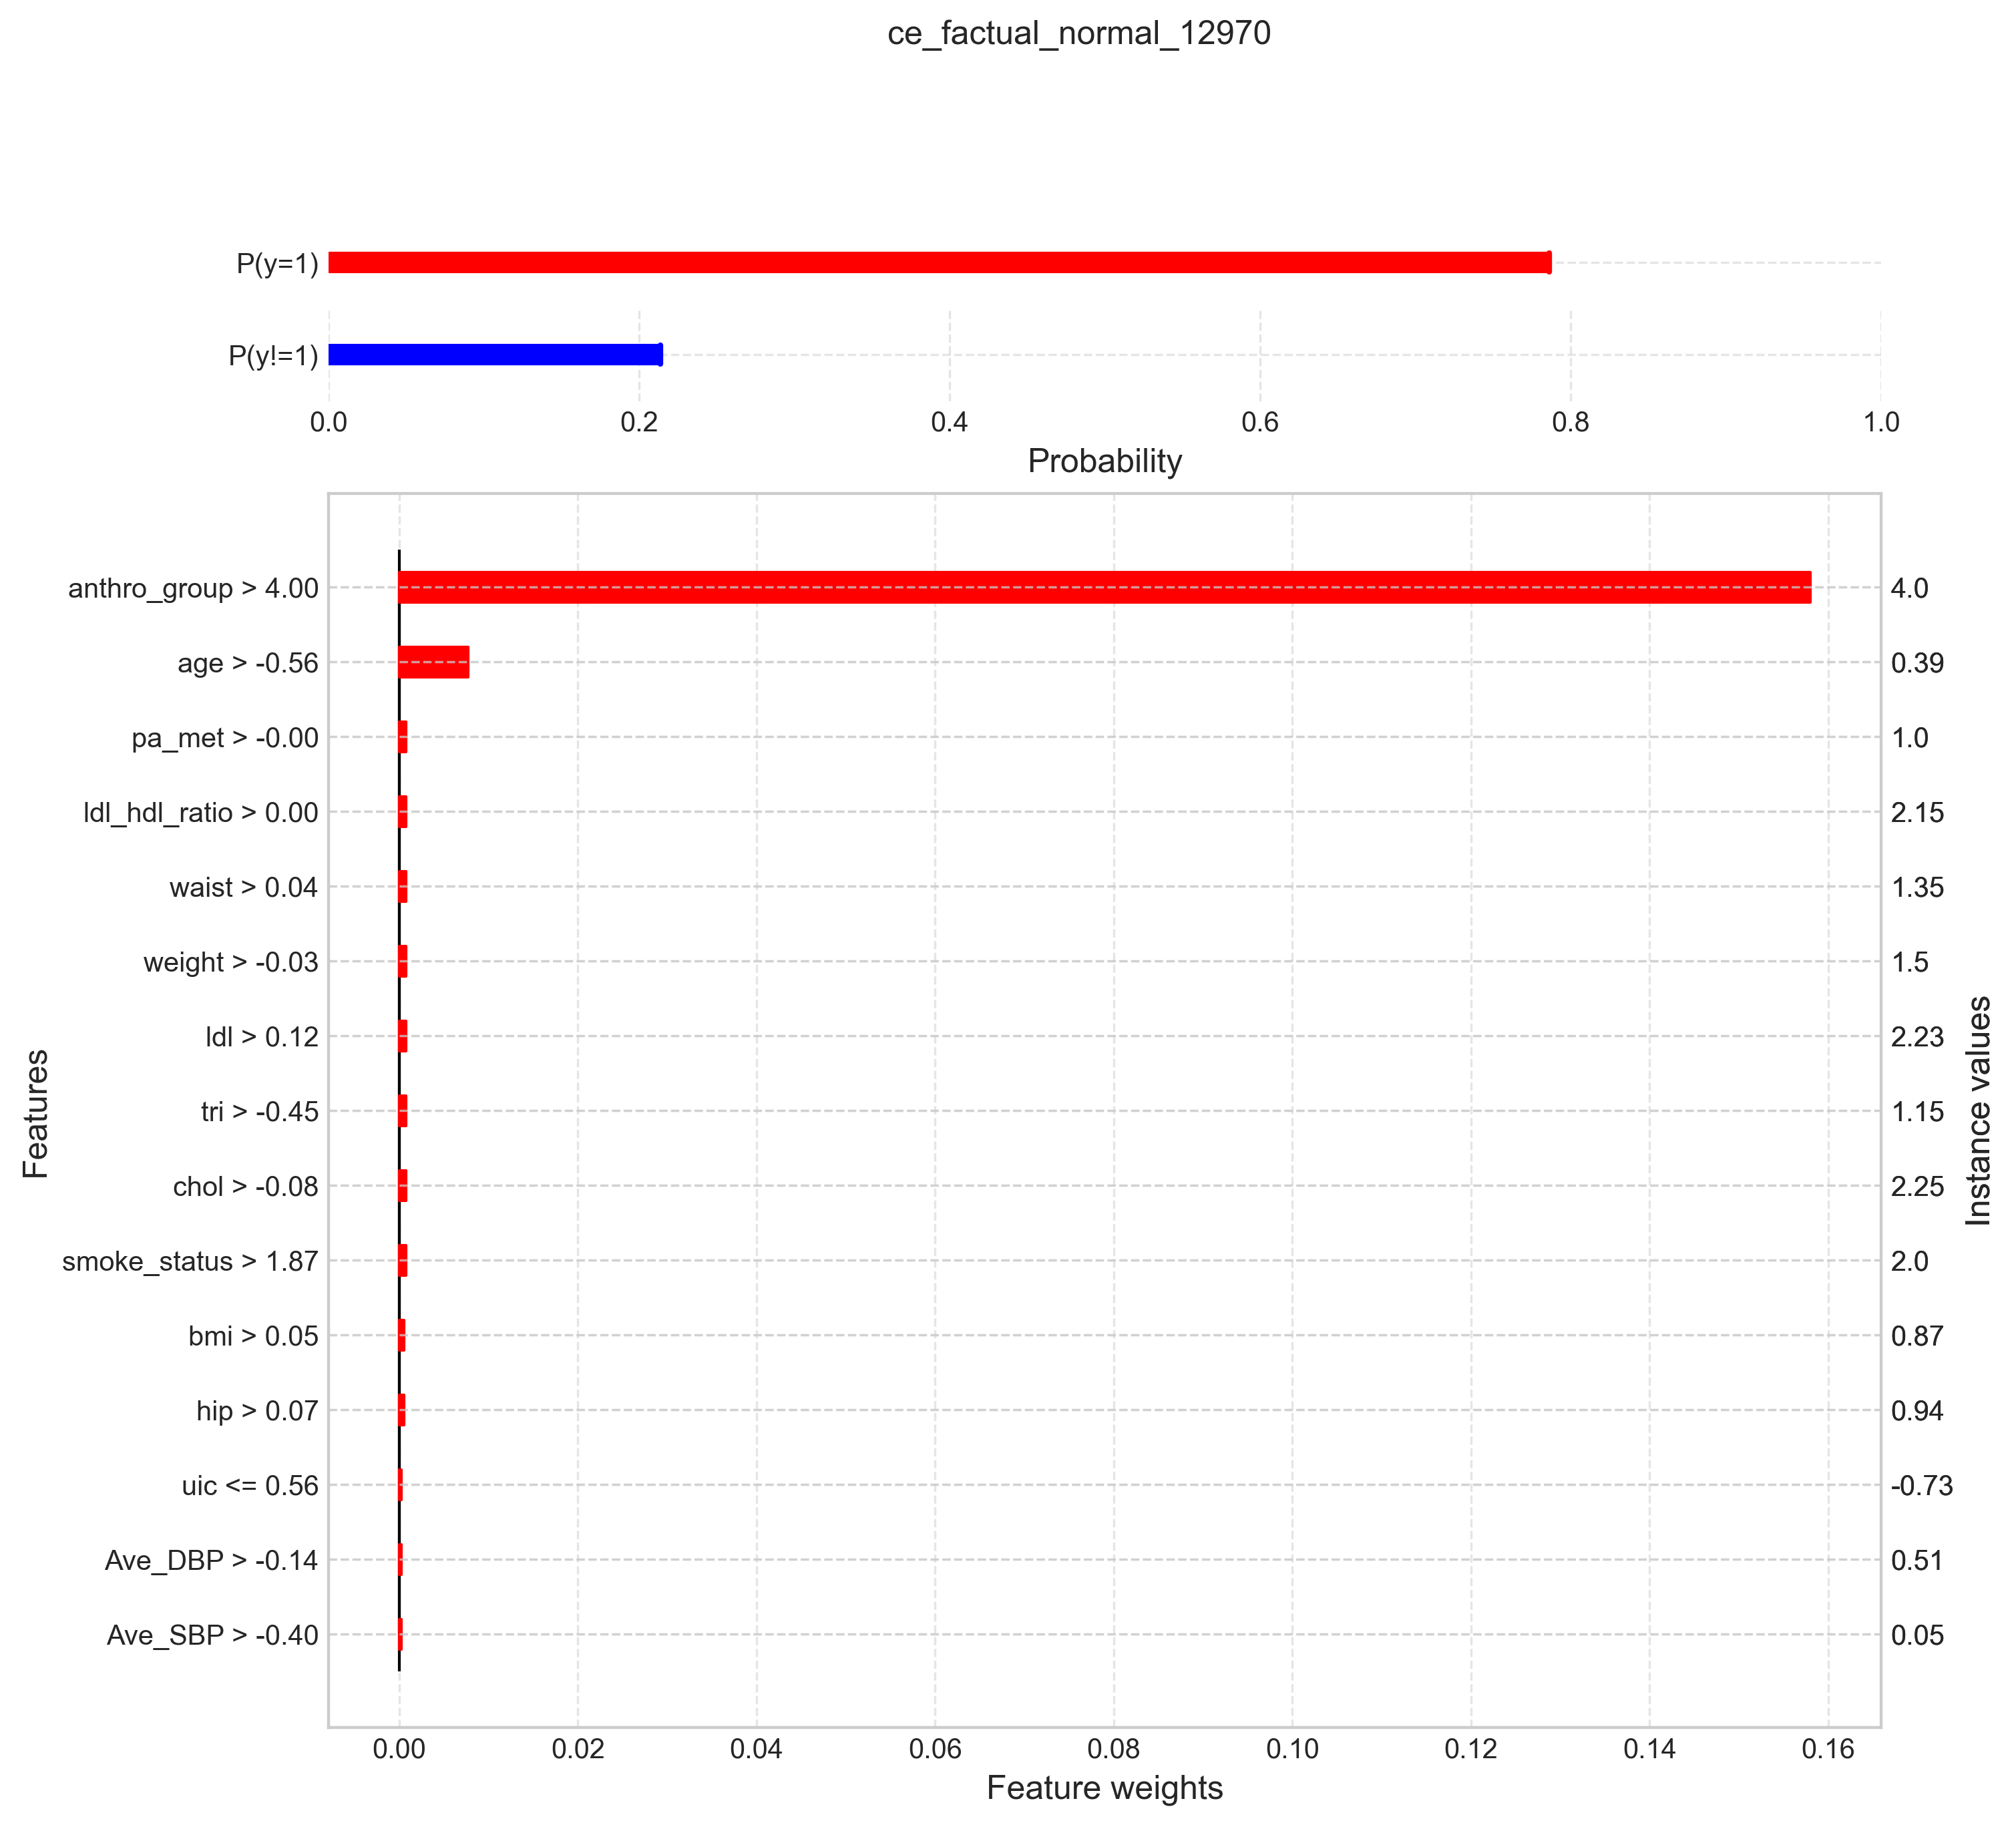 ce_factual_normal_12970
P(y=1)
P(y!=1)
0.0 0.2 0.4 0.6 0.8 1.0
Probability
anthro_group > 4.00 4.0
age > -0.56 0.39
pa_met > -0.00 1.0
ldl_hdl_ratio > 0.00 2.15
waist > 0.04 1.35
weight > -0.03 1.5
ldl > 0.12 2.23
tri > -0.45 1.15
chol > -0.08 2.25
smoke_status > 1.87 2.0
bmi > 0.05 0.87
hip > 0.07 0.94
uic <= 0.56 -0.73
Ave_DBP > -0.14 0.51
Ave_SBP > -0.40 0.05
Features
Instance values
0.00 0.02 0.04 0.06 0.08 0.10 0.12 0.14 0.16
Feature weights